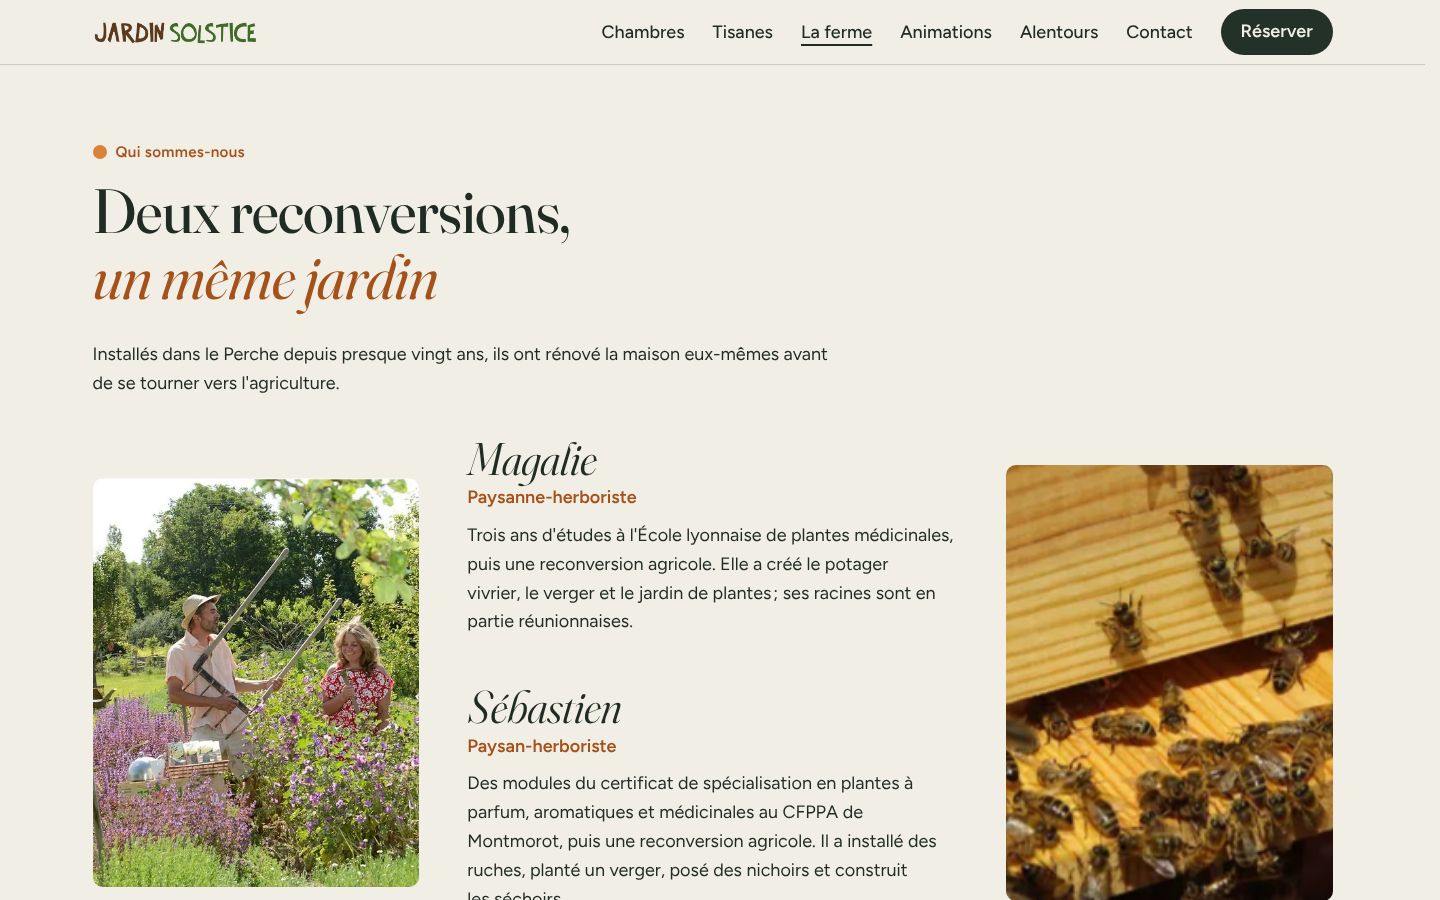 JARDIN SOLSTICE
Chambres
Tisanes
La ferme
Animations
Alentours
Contact
Réserver
Qui sommes-nous
Deux reconversions,
un même jardin
Installés dans le Perche depuis presque vingt ans, ils ont rénové la maison eux-mêmes avant
de se tourner vers l'agriculture.
Magalie
Paysanne-herboriste
Trois ans d'études à l'École lyonnaise de plantes médicinales,
puis une reconversion agricole. Elle a créé le potager
vivrier, le verger et le jardin de plantes ; ses racines sont en
partie réunionnaises.
Sébastien
Paysan-herboriste
Des modules du certificat de spécialisation en plantes à
parfum, aromatiques et médicinales au CFPPA de
Montmorot, puis une reconversion agricole. Il a installé des
ruches, planté un verger, posé des nichoirs et construit
les séchoirs.